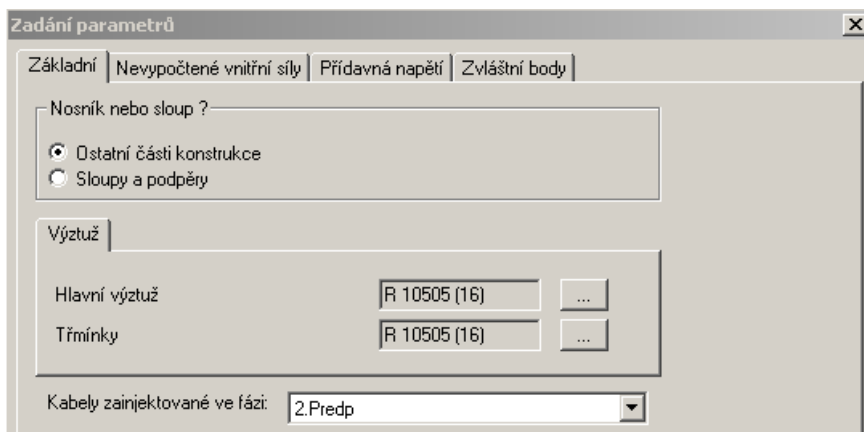 Zadání parametrů
Základní Nevypočtené vnitřní síly Přídavná napětí Zvláštní body
Nosník nebo sloup ?
Ostatní části konstrukce
Sloupy a podpěry
Výztuž
Hlavní výztuž R 10505 (16) ...
Třmínky R 10505 (16) ...
Kabely zainjektované ve fázi: 2.Predp